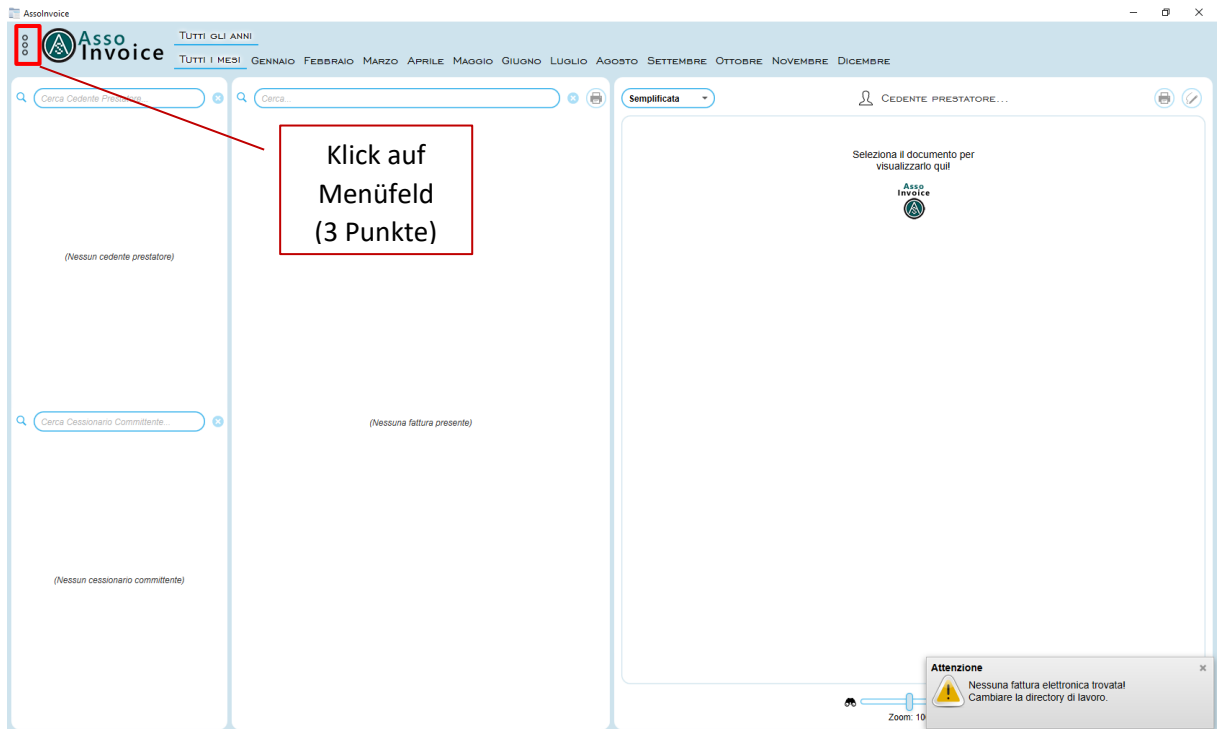 AssoInvoice
Asso
Invoice
Tutti gli anni
Tutti i mesi Gennaio Febbraio Marzo Aprile Maggio Giugno Luglio Agosto Settembre Ottobre Novembre Dicembre
Cerca Cedente Prestatore...
(Nessun cedente prestatore)
Cerca Cessionario Committente...
(Nessun cessionario committente)
Cerca...
Klick auf
Menüfeld
(3 Punkte)
(Nessuna fattura presente)
Semplificata
Cedente prestatore...
Seleziona il documento per
visualizzarlo qui!
Asso
Invoice
Zoom: 10
Attenzione
Nessuna fattura elettronica trovata!
Cambiare la directory di lavoro.